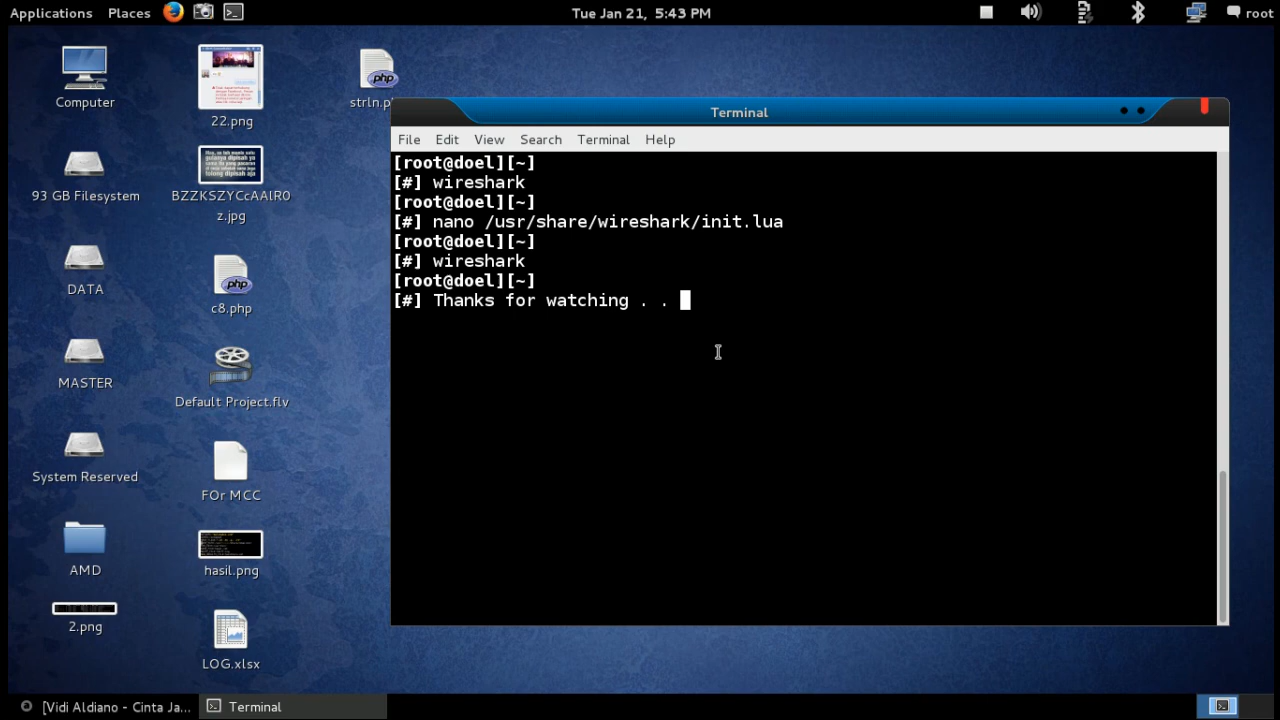 Applications Places Tue Jan 21, 5:43 PM root
Computer
93 GB Filesystem
DATA
MASTER
System Reserved
AMD
2.png
22.png
BZZKSZYCcAAlR0
z.jpg
c8.php
Default Project.flv
FOr MCC
hasil.png
LOG.xlsx
php
strln.p
php
Terminal
File Edit View Search Terminal Help
[root@doel][~]
[#] wireshark
[root@doel][~]
[#] nano /usr/share/wireshark/init.lua
[root@doel][~]
[#] wireshark
[root@doel][~]
[#] Thanks for watching . . .
[Vidi Aldiano - Cinta Ja... Terminal